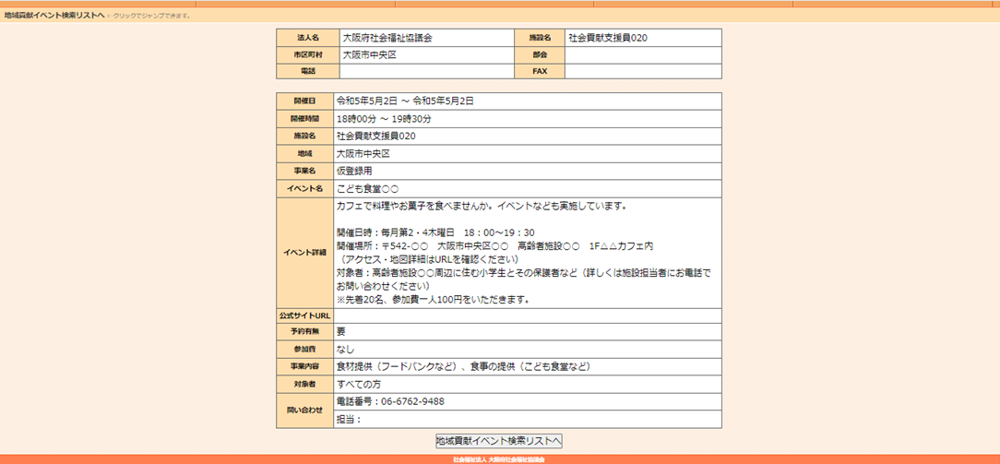 地域貢献イベント検索リストへ ←クリックでジャンプできます。
法人名 大阪府社会福祉協議会 施設名 社会貢献支援員020
市区町村 大阪市中央区 部会
電話 FAX
開催日 令和5年5月2日 ～ 令和5年5月2日
開催時間 18時00分 ～ 19時30分
施設名 社会貢献支援員020
地域 大阪市中央区
事業名 仮登録用
イベント名 こども食堂○○
イベント詳細
カフェで料理やお菓子を食べませんか。イベントなども実施しています。
開催日時：毎月第2・4木曜日　18：00～19：30
開催場所：〒542-○○　大阪市中央区○○　高齢者施設○○　1F△△カフェ内
（アクセス・地図詳細はURLを確認ください）
対象者：高齢者施設○○周辺に住む小学生とその保護者など（詳しくは施設担当者にお電話で
お問い合わせください）
※先着20名、参加費一人100円をいただきます。
公式サイトURL
予約有無 要
参加費 なし
事業内容 食材提供（フードバンクなど）、食事の提供（こども食堂など）
対象者 すべての方
問い合わせ 電話番号：06-6762-9488
担当：
地域貢献イベント検索リストへ
社会福祉法人 大阪府社会福祉協議会